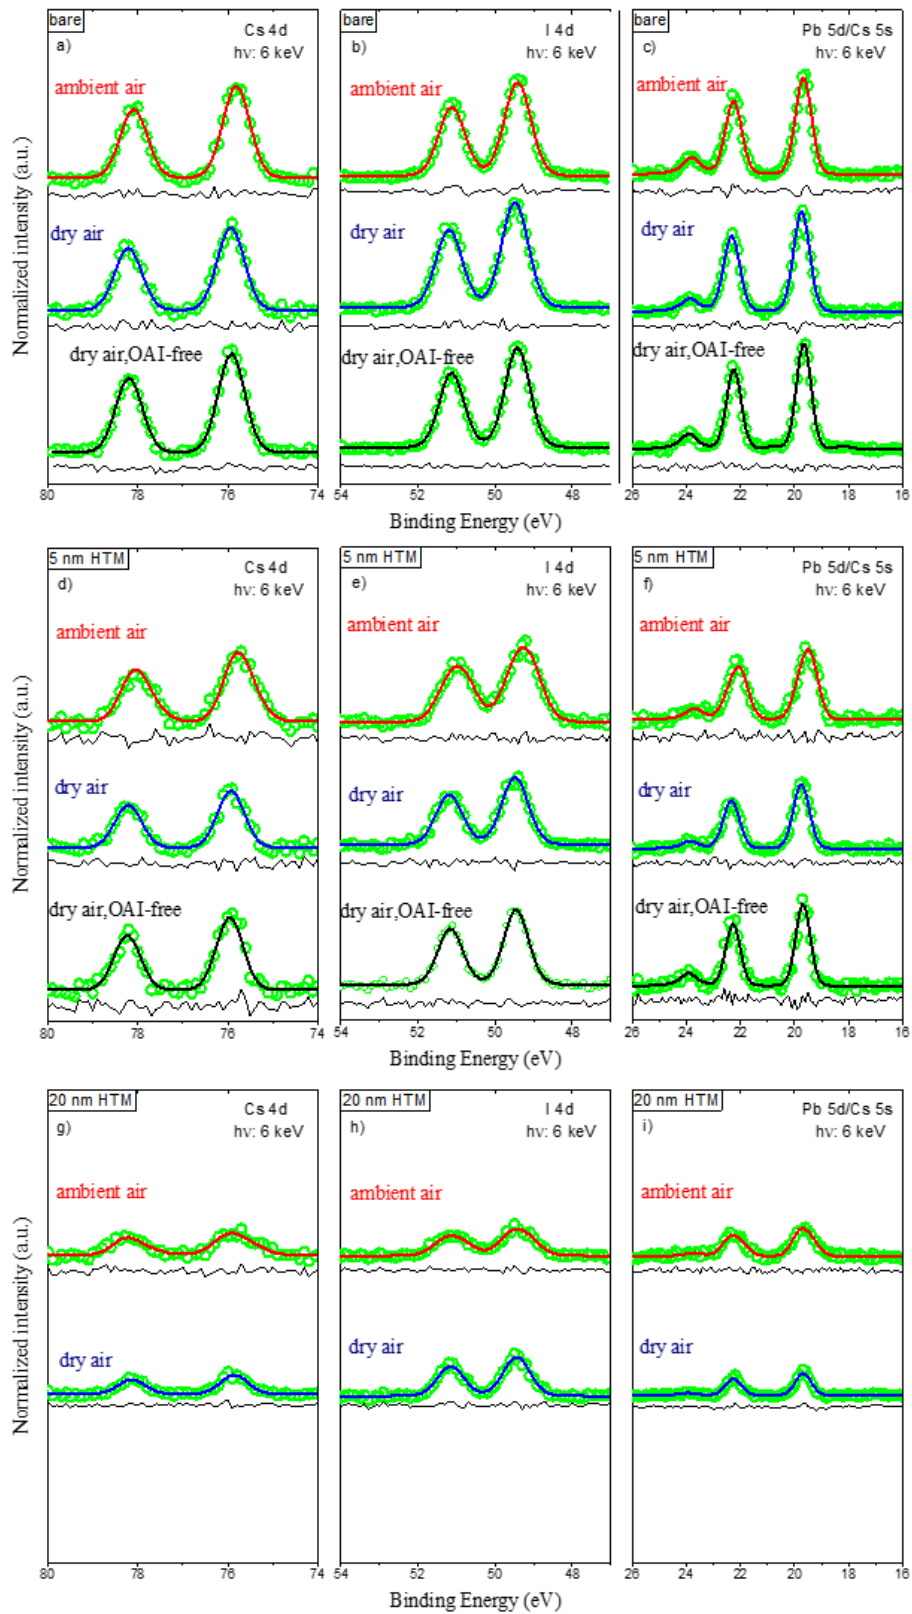 bare
Cs 4d
a)
hν: 6 keV
ambient air
dry air
dry air,OAI-free
80
78
76
74
bare
I 4d
b)
hν: 6 keV
ambient air
dry air
dry air,OAI-free
54
52
50
48
bare
Pb 5d/Cs 5s
c)
hν: 6 keV
ambient air
dry air
dry air,OAI-free
26
24
22
20
18
16
Normalized intensity (a.u.)
Binding Energy (eV)
5 nm HTM
Cs 4d
d)
hν: 6 keV
ambient air
dry air
dry air,OAI-free
80
78
76
74
5 nm HTM
I 4d
e)
hν: 6 keV
ambient air
dry air
dry air,OAI-free
54
52
50
48
5 nm HTM
Pb 5d/Cs 5s
f)
hν: 6 keV
ambient air
dry air
dry air,OAI-free
26
24
22
20
18
16
Normalized intensity (a.u.)
Binding Energy (eV)
20 nm HTM
Cs 4d
g)
hν: 6 keV
ambient air
dry air
80
78
76
74
20 nm HTM
I 4d
h)
hν: 6 keV
ambient air
dry air
54
52
50
48
20 nm HTM
Pb 5d/Cs 5s
i)
hν: 6 keV
ambient air
dry air
26
24
22
20
18
16
Normalized intensity (a.u.)
Binding Energy (eV)